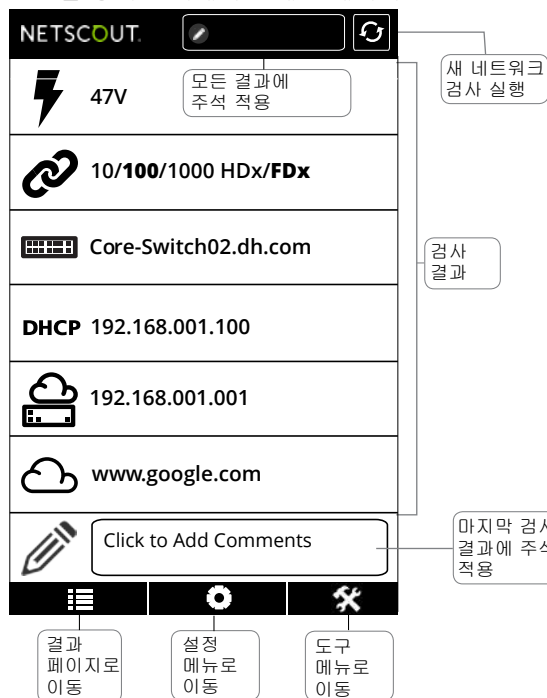 NETSCOUT.
새 네트워크
검사 실행
47V
모든 결과에
주석 적용
10/100/1000 HDx/FDx
Core-Switch02.dh.com
검사
결과
DHCP 192.168.001.100
192.168.001.001
www.google.com
Click to Add Comments
마지막 검사
결과에 주석
적용
결과
페이지로
이동
설정
메뉴로
이동
도구
메뉴로
이동